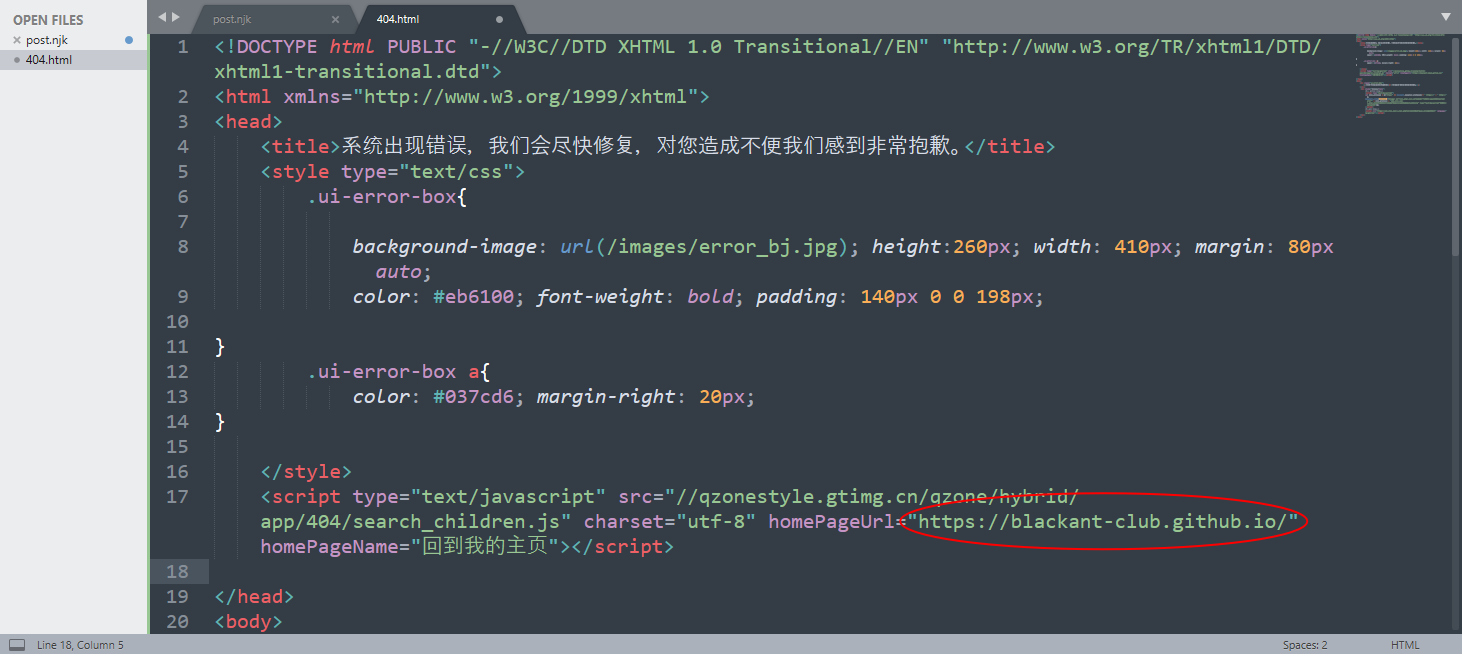 OPEN FILES
post.njk
404.html
post.njk
404.html
1 <!DOCTYPE html PUBLIC "-//W3C//DTD XHTML 1.0 Transitional//EN" "http://www.w3.org/TR/xhtml1/DTD/
xhtml1-transitional.dtd">
2 <html xmlns="http://www.w3.org/1999/xhtml">
3 <head>
4 <title>系统出现错误, 我们会尽快修复, 对您造成不便我们感到非常抱歉。</title>
5 <style type="text/css">
6 .ui-error-box{
7
8 background-image: url(/images/error_bj.jpg); height:260px; width: 410px; margin: 80px
auto;
9 color: #eb6100; font-weight: bold; padding: 140px 0 0 198px;
10
11 }
12 .ui-error-box a{
13 color: #037cd6; margin-right: 20px;
14 }
15
16 </style>
17 <script type="text/javascript" src="//qzonestyle.gtimg.cn/qzone/hybrid/
app/404/search_children.js" charset="utf-8" homePageUrl="https://blackant-club.github.io/"
homePageName="回到我的主页"></script>
18
19 </head>
20 <body>
Line 18, Column 5
Spaces: 2
HTML